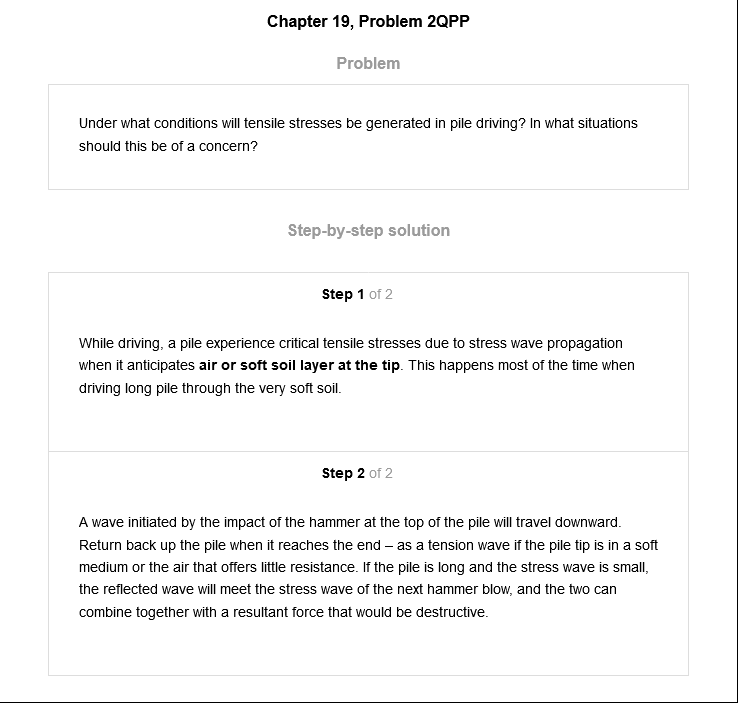 Chapter 19, Problem 2QPP
Problem
Under what conditions will tensile stresses be generated in pile driving? In what situations
should this be of a concern?
Step-by-step solution
Step 1 of 2
While driving, a pile experience critical tensile stresses due to stress wave propagation
when it anticipates air or soft soil layer at the tip. This happens most of the time when
driving long pile through the very soft soil.
Step 2 of 2
A wave initiated by the impact of the hammer at the top of the pile will travel downward.
Return back up the pile when it reaches the end – as a tension wave if the pile tip is in a soft
medium or the air that offers little resistance. If the pile is long and the stress wave is small,
the reflected wave will meet the stress wave of the next hammer blow, and the two can
combine together with a resultant force that would be destructive.